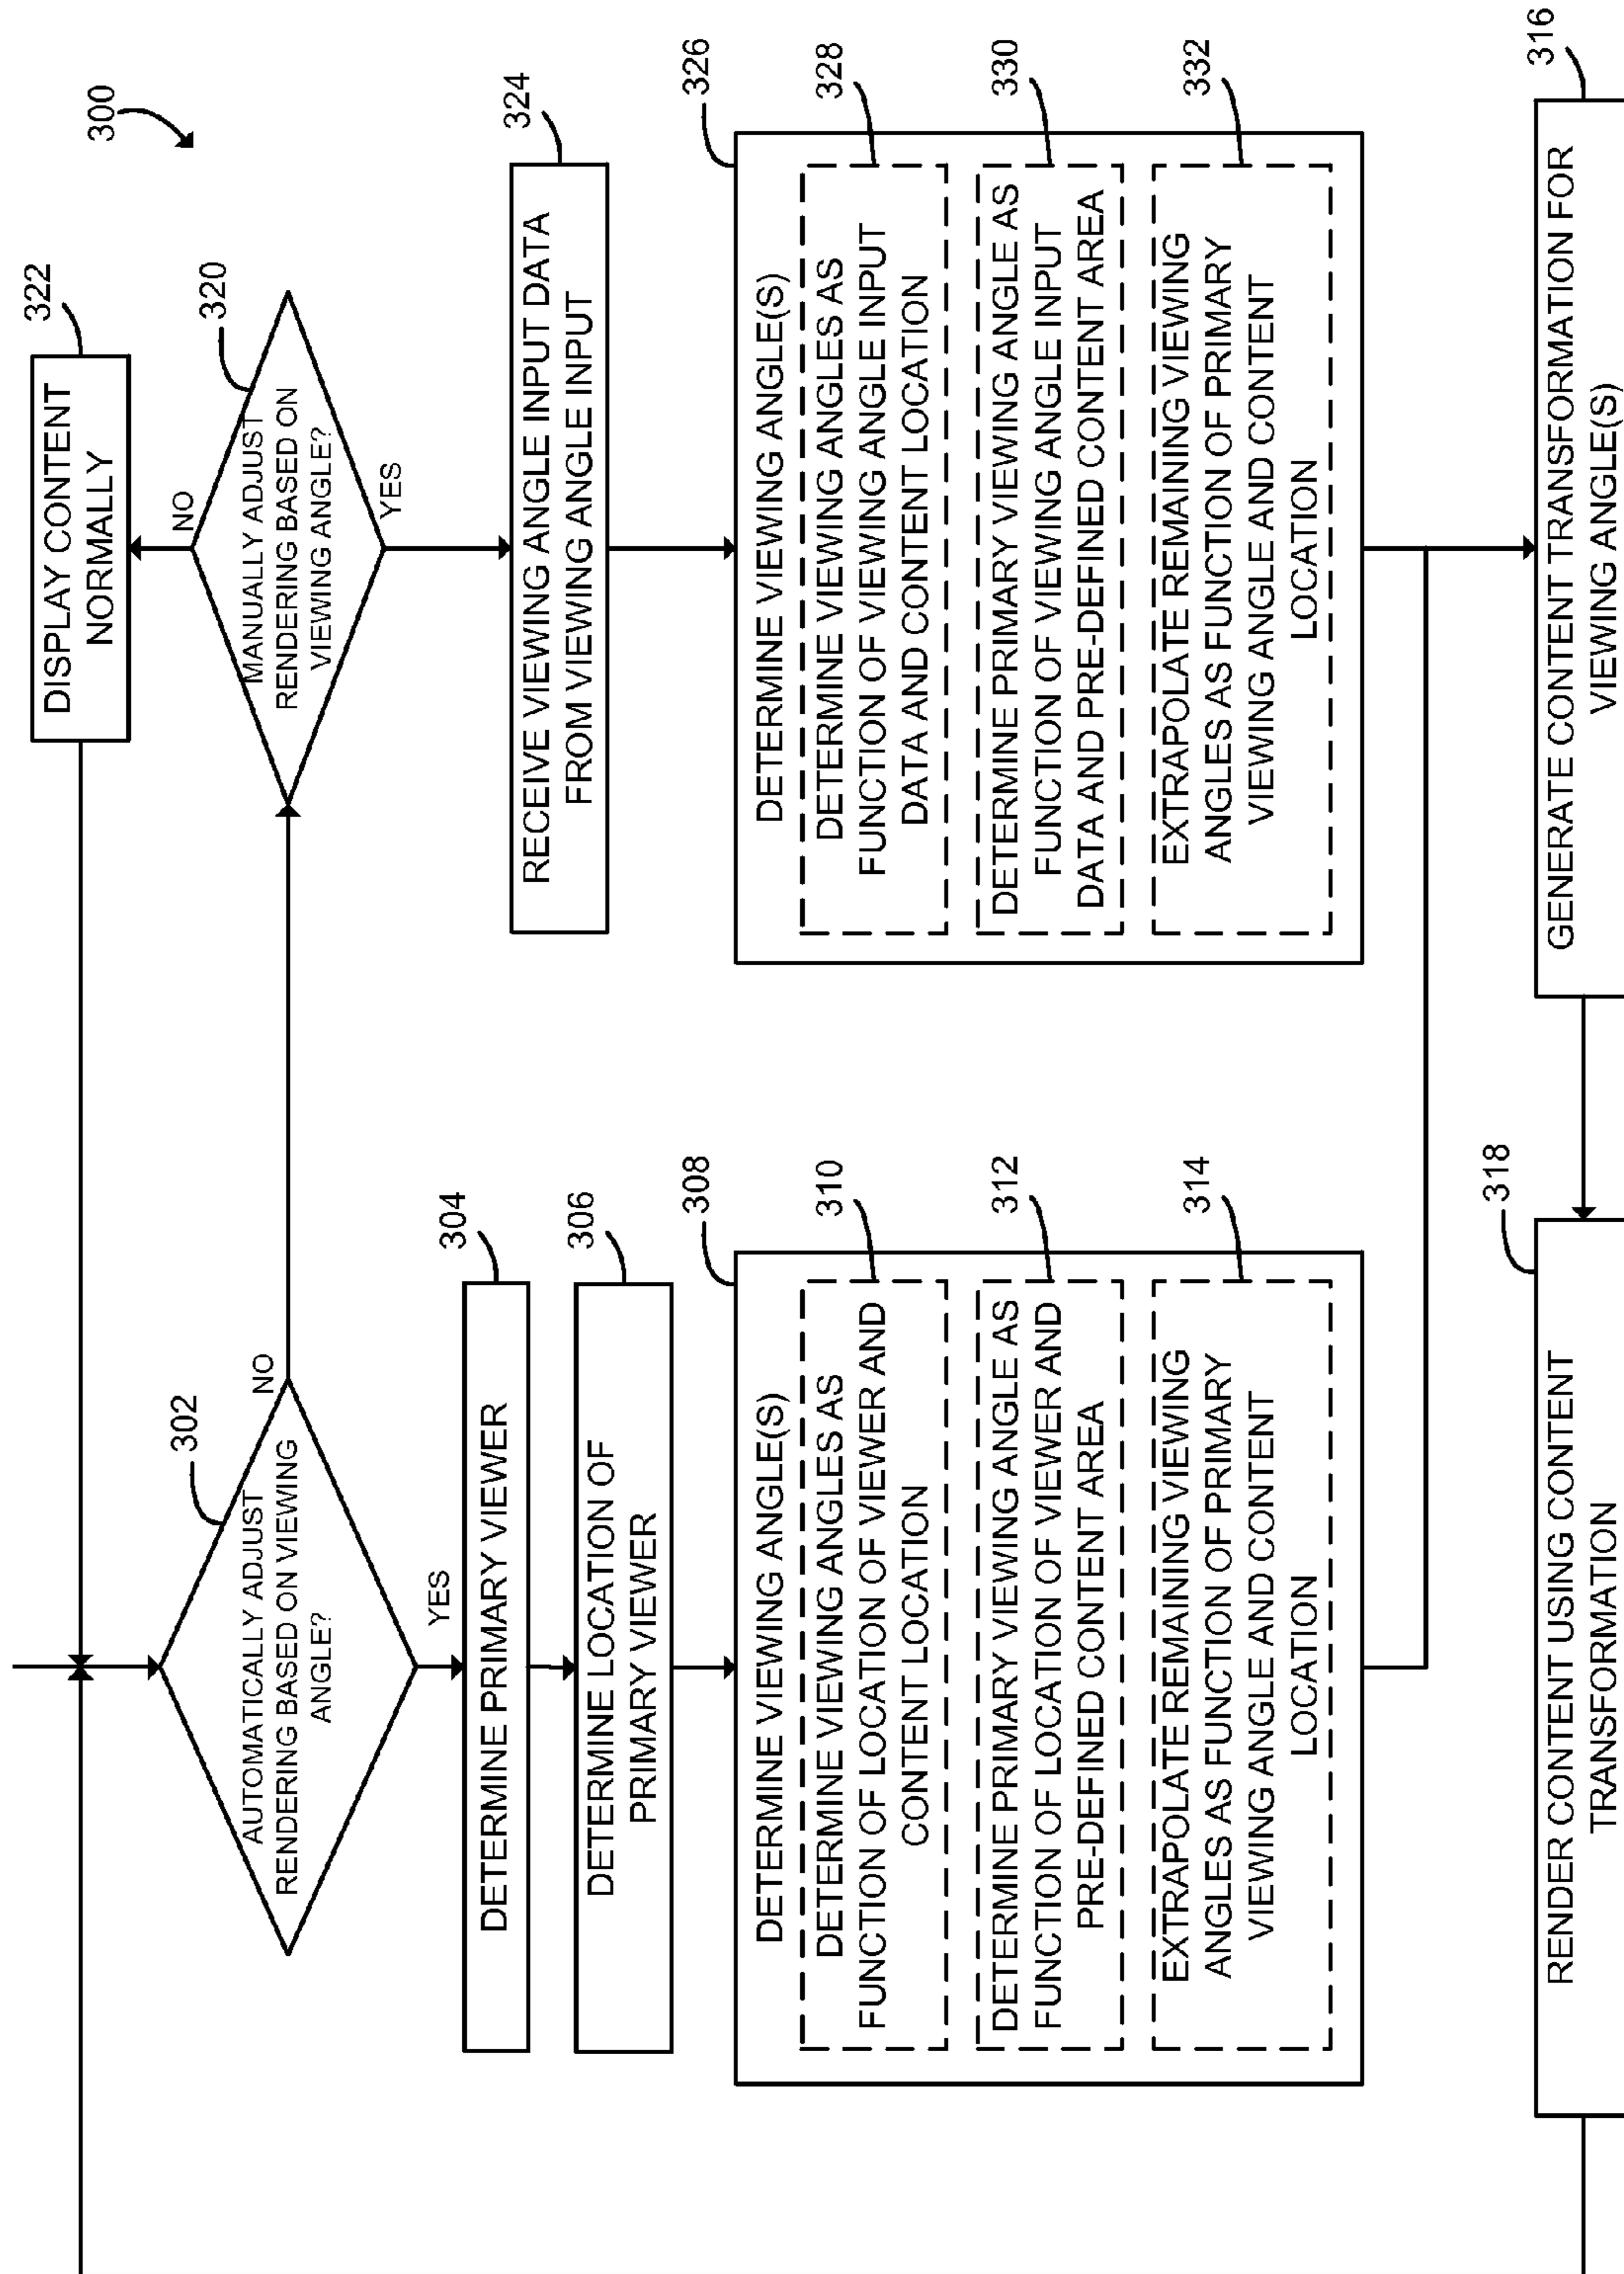 300
302
AUTOMATICALLY ADJUST
RENDERING BASED ON VIEWING
ANGLE?
NO
YES
304
DETERMINE PRIMARY VIEWER
306
DETERMINE LOCATION OF
PRIMARY VIEWER
308
DETERMINE VIEWING ANGLE(S)
310
DETERMINE VIEWING ANGLES AS
FUNCTION OF LOCATION OF VIEWER AND
CONTENT LOCATION
312
DETERMINE PRIMARY VIEWING ANGLE AS
FUNCTION OF LOCATION OF VIEWER AND
PRE-DEFINED CONTENT AREA
314
EXTRAPOLATE REMAINING VIEWING
ANGLES AS FUNCTION OF PRIMARY
VIEWING ANGLE AND CONTENT
LOCATION
318
RENDER CONTENT USING CONTENT
TRANSFORMATION
322
DISPLAY CONTENT
NORMALLY
320
NO
MANUALLY ADJUST
RENDERING BASED ON
VIEWING ANGLE?
YES
324
RECEIVE VIEWING ANGLE INPUT DATA
FROM VIEWING ANGLE INPUT
326
DETERMINE VIEWING ANGLE(S)
328
DETERMINE VIEWING ANGLES AS
FUNCTION OF VIEWING ANGLE INPUT
DATA AND CONTENT LOCATION
330
DETERMINE PRIMARY VIEWING ANGLE AS
FUNCTION OF VIEWING ANGLE INPUT
DATA AND PRE-DEFINED CONTENT AREA
332
EXTRAPOLATE REMAINING VIEWING
ANGLES AS FUNCTION OF PRIMARY
VIEWING ANGLE AND CONTENT
LOCATION
316
GENERATE CONTENT TRANSFORMATION FOR
VIEWING ANGLE(S)